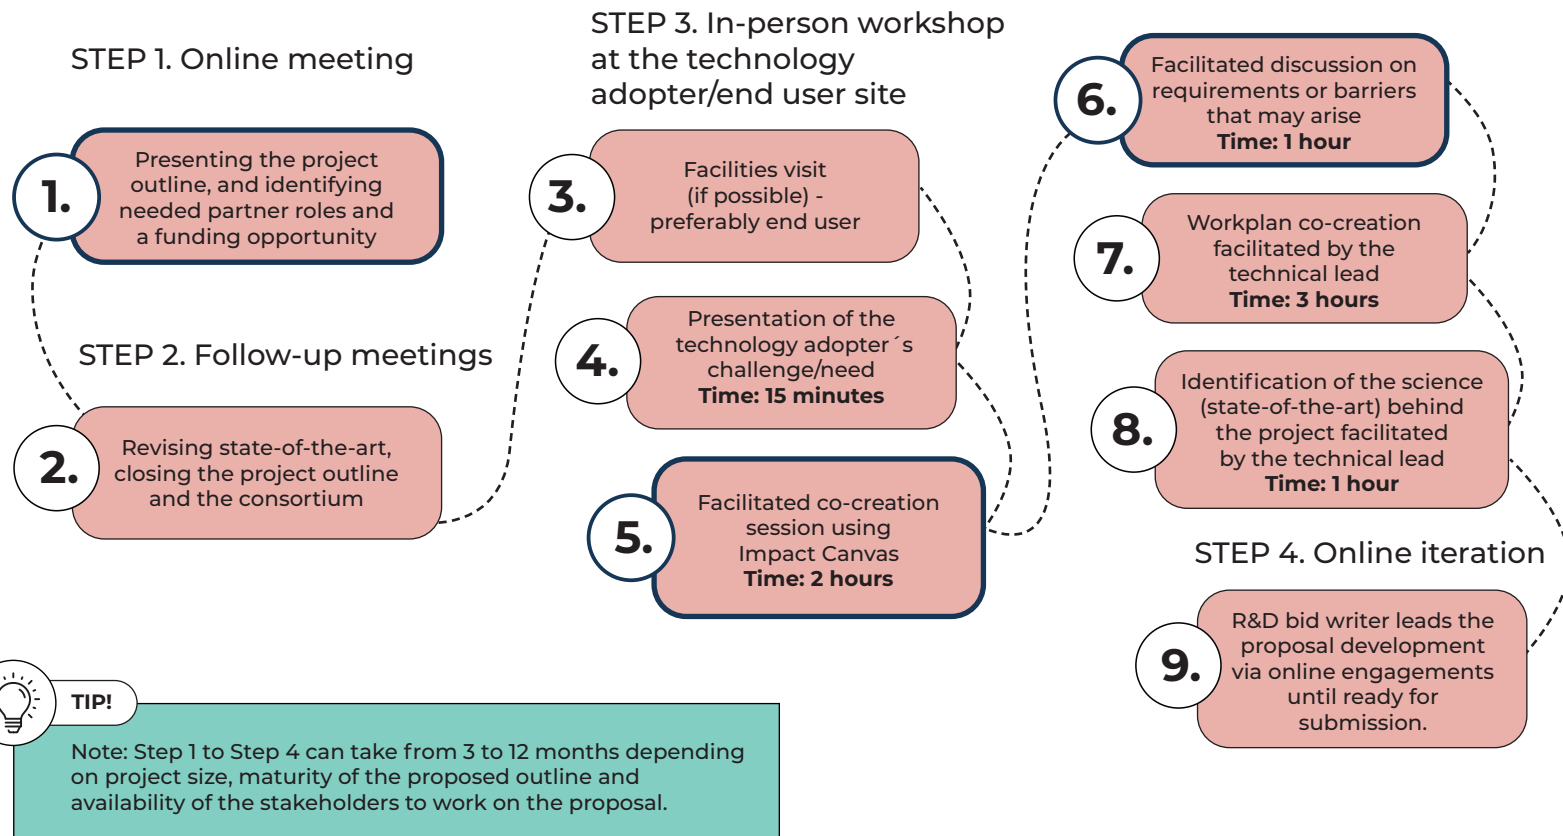 STEP 1. Online meeting
1.
Presenting the project
outline, and identifying
needed partner roles and
a funding opportunity
STEP 2. Follow-up meetings
2.
Revising state-of-the-art,
closing the project outline
and the consortium
STEP 3. In-person workshop
at the technology
adopter/end user site
3.
Facilities visit
(if possible) -
preferably end user
4.
Presentation of the
technology adopter´s
challenge/need
Time: 15 minutes
5.
Facilitated co-creation
session using
Impact Canvas
Time: 2 hours
6.
Facilitated discussion on
requirements or barriers
that may arise
Time: 1 hour
7.
Workplan co-creation
facilitated by the
technical lead
Time: 3 hours
8.
Identification of the science
(state-of-the-art) behind
the project facilitated
by the technical lead
Time: 1 hour
STEP 4. Online iteration
9.
R&D bid writer leads the
proposal development
via online engagements
until ready for
submission.
TIP!
Note: Step 1 to Step 4 can take from 3 to 12 months depending
on project size, maturity of the proposed outline and
availability of the stakeholders to work on the proposal.